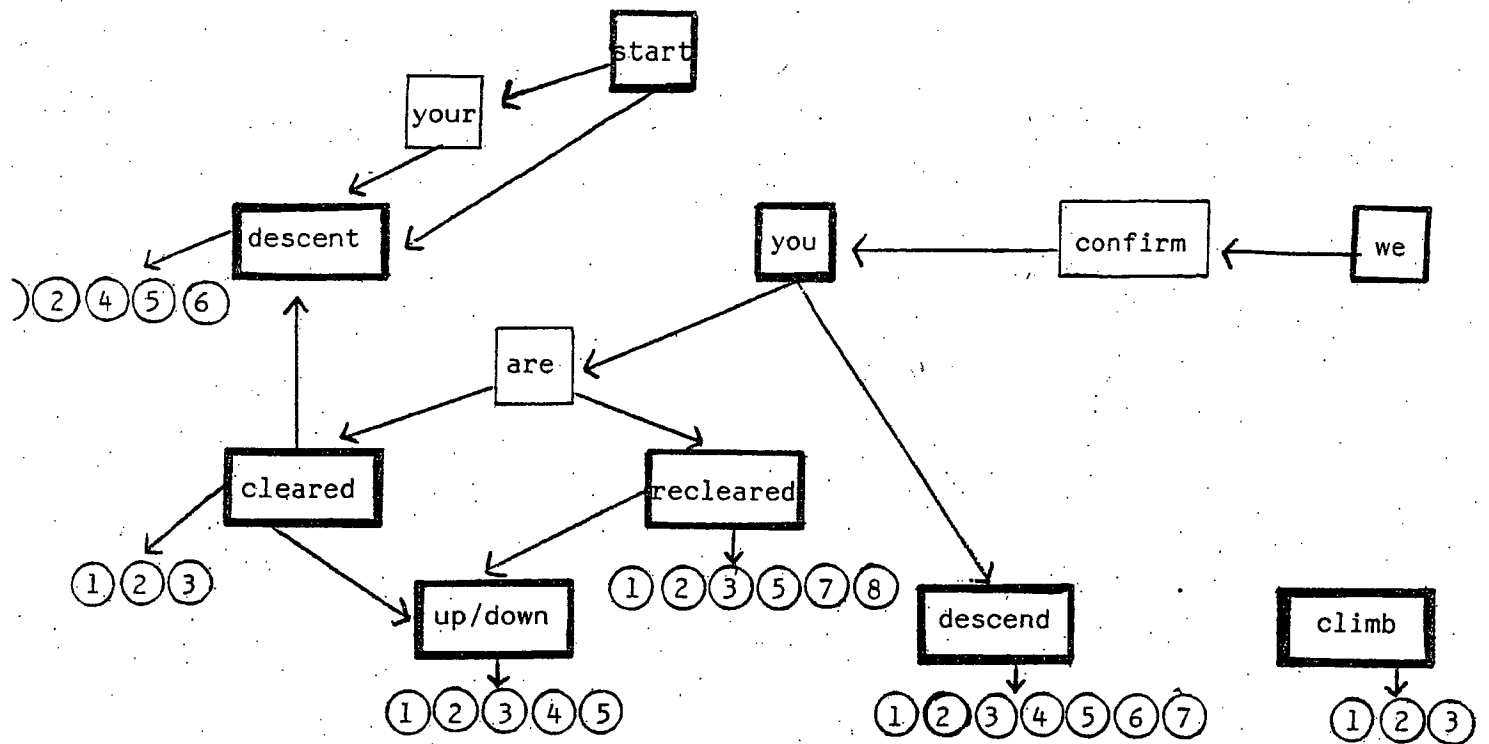 start
your
descent
you
confirm
we
2 4 5 6
are
cleared
recleared
1 2 3
1 2 3 5 7 8
up/down
descend
climb
1 2 3 4 5
1 2 3 4 5 6 7
1 2 3